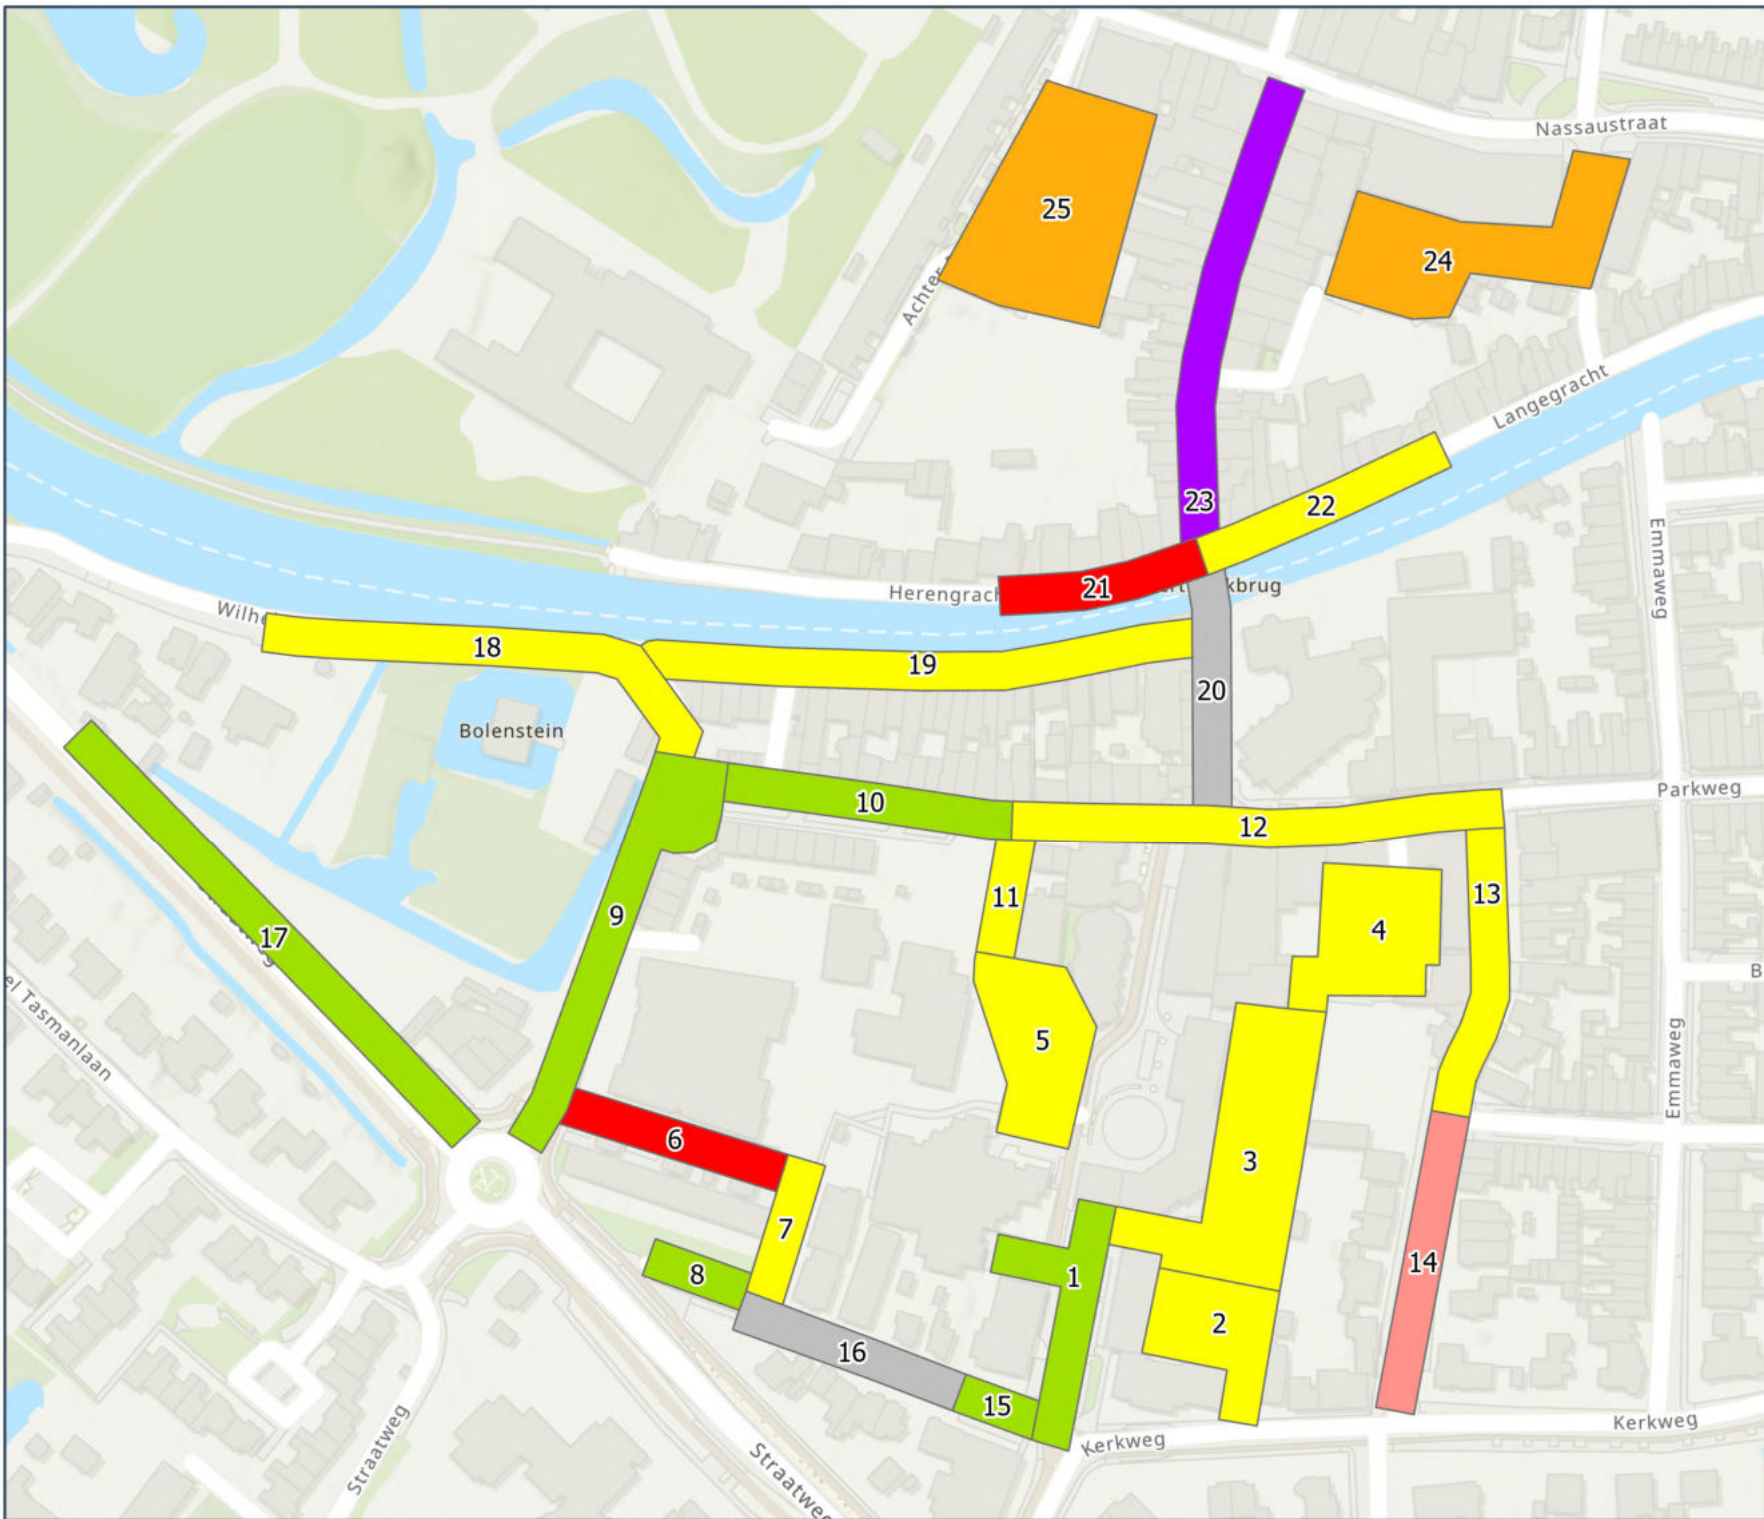 Nassaustraat
25
24
Achter
Langegracht
23
22
Emmaweg
21
Herengrach
kbrug
Wilhe
18
19
20
Bolenstein
Parkweg
10
12
11
13
9
4
17
el Tasmanlaan
5
Emmaweg
B
6
3
7
8
1
14
2
16
15
Straatweg
Kerkweg
Kerkweg
Straatweg